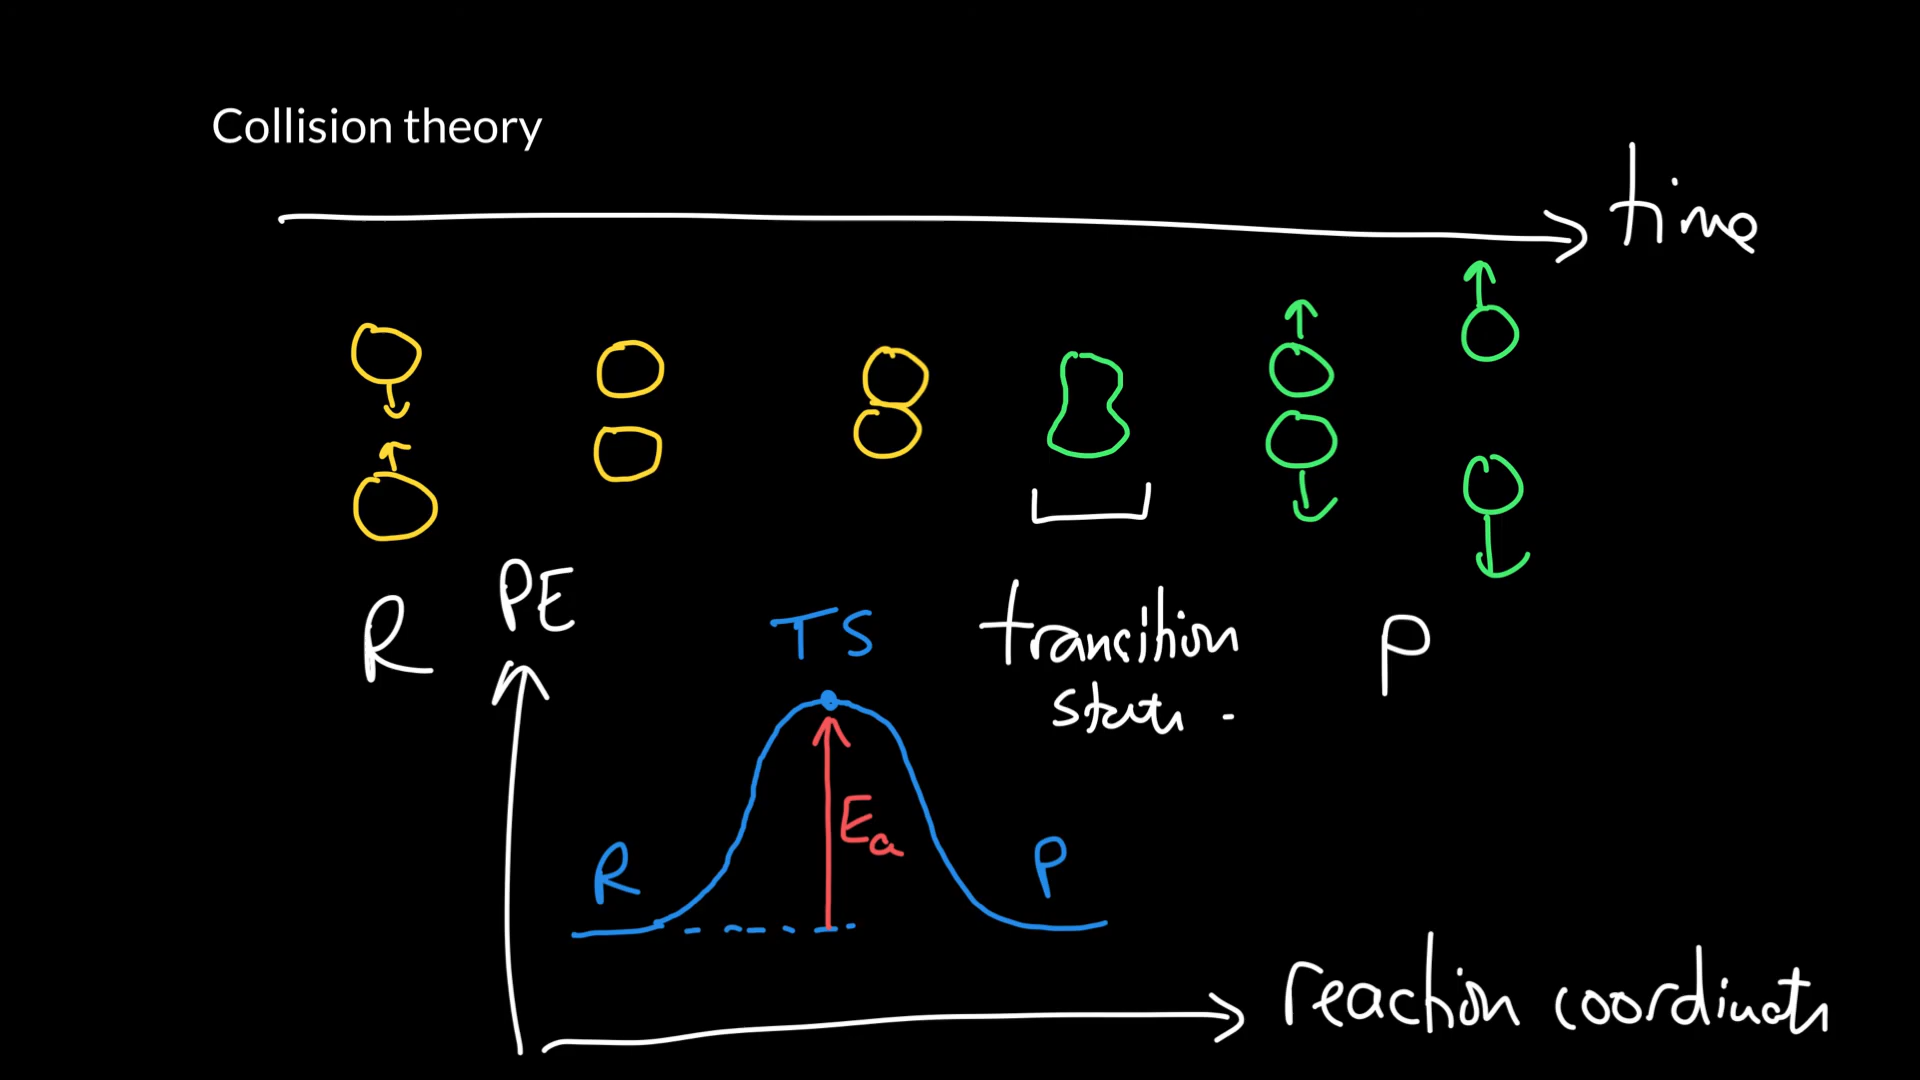 Collision theory
time
R
PE
TS
transition
state
P
Ea
R
P
reaction coordinate